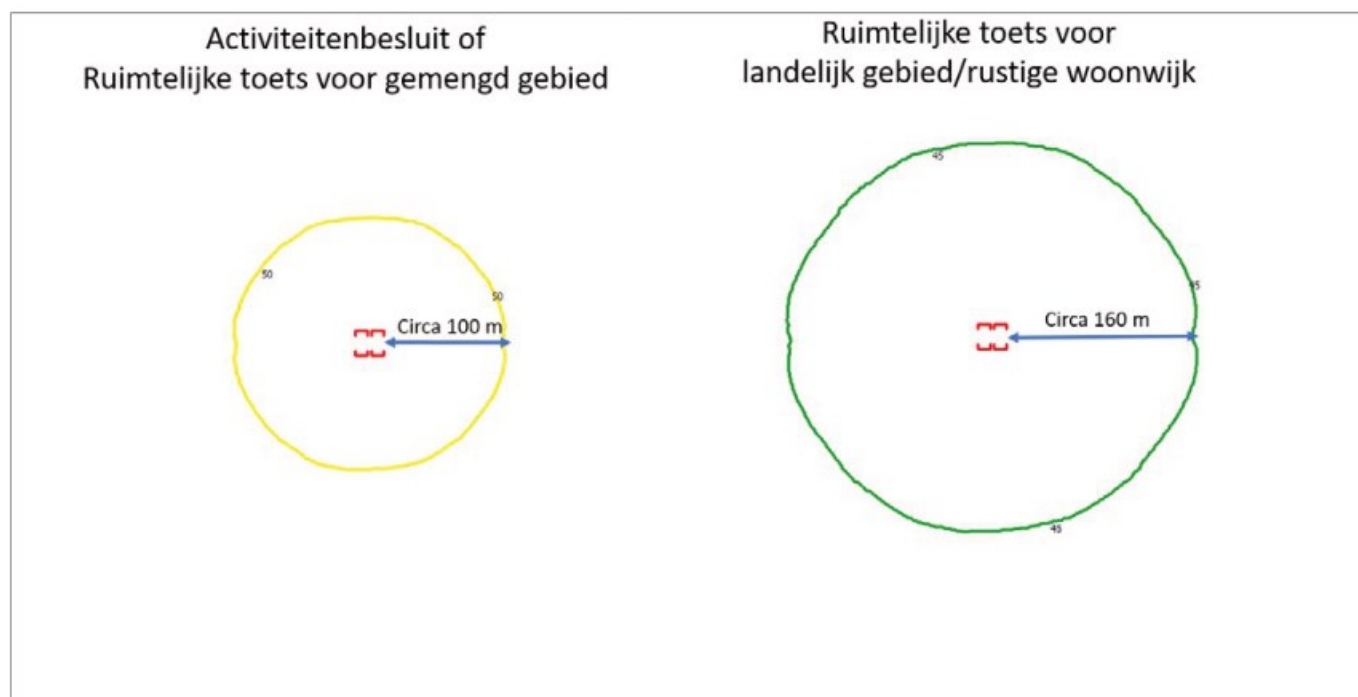 Activiteitenbesluit of
Ruimtelijke toets voor gemengd gebied
50
50
Circa 100 m
Ruimtelijke toets voor
landelijk gebied/rustige woonwijk
45
45
Circa 160 m
45